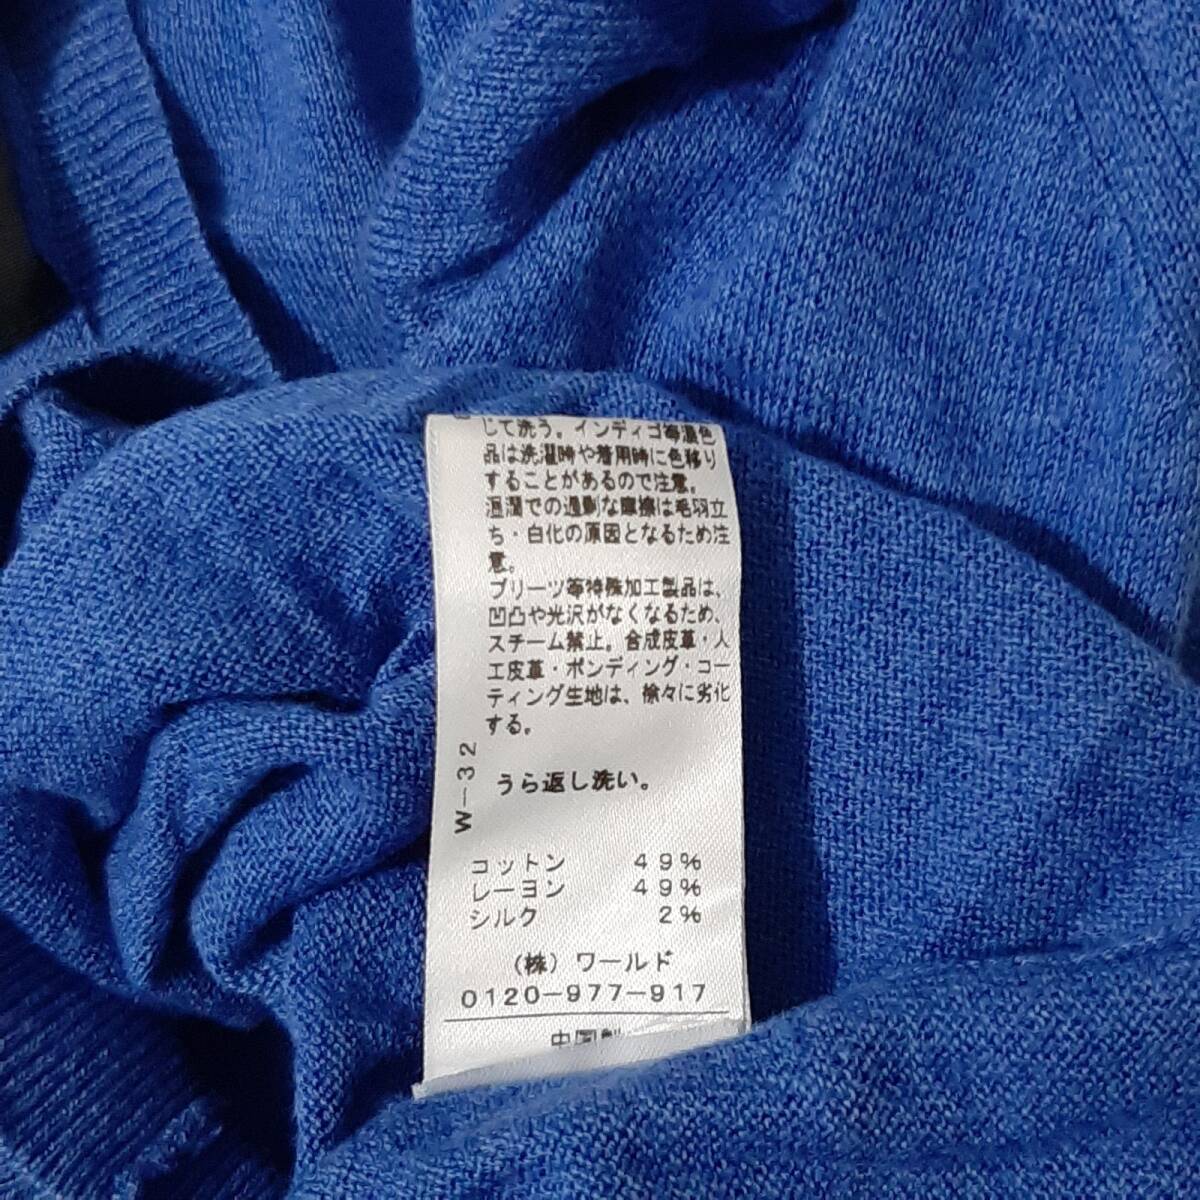 じて洗う。インディゴ等濃色
品は洗濯時や着用時に色移り
することがあるので注意。
湿潤での過剰な摩擦は毛羽立
ち・白化の原因となるため注
意。
プリーツ等特殊加工製品は、
凹凸や光沢がなくなるため、
スチーム禁止。合成皮革・人
工皮革・ボンディング・コー
ティング生地は、徐々に劣化
する。
W-32
うら返し洗い。
コットン 49%
レーヨン 49%
シルク 2%
(株)ワールド
0120-977-917
中国製